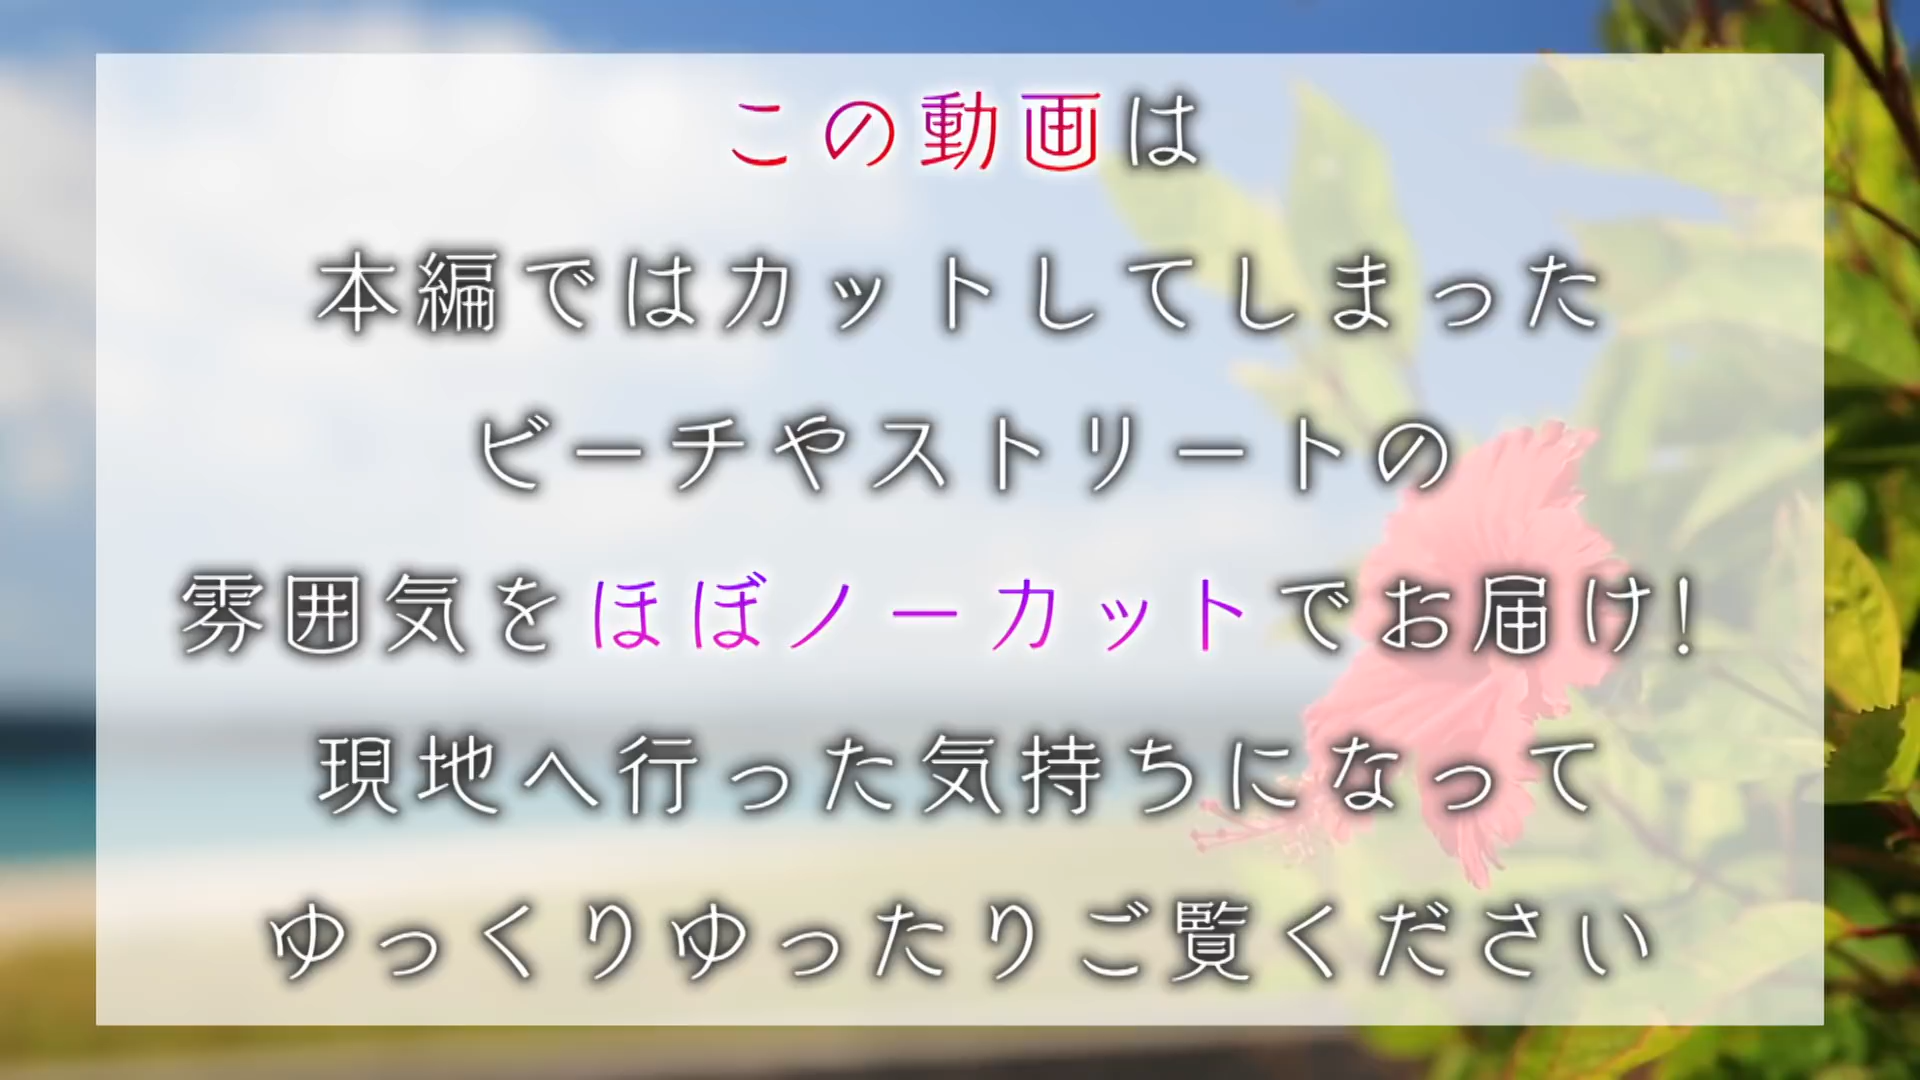 この動画は
本編ではカットしてしまった
ビーチやストリートの
雰囲気をほぼノーカットでお届け!
現地へ行った気持ちになって
ゆっくりゆったりご覧ください